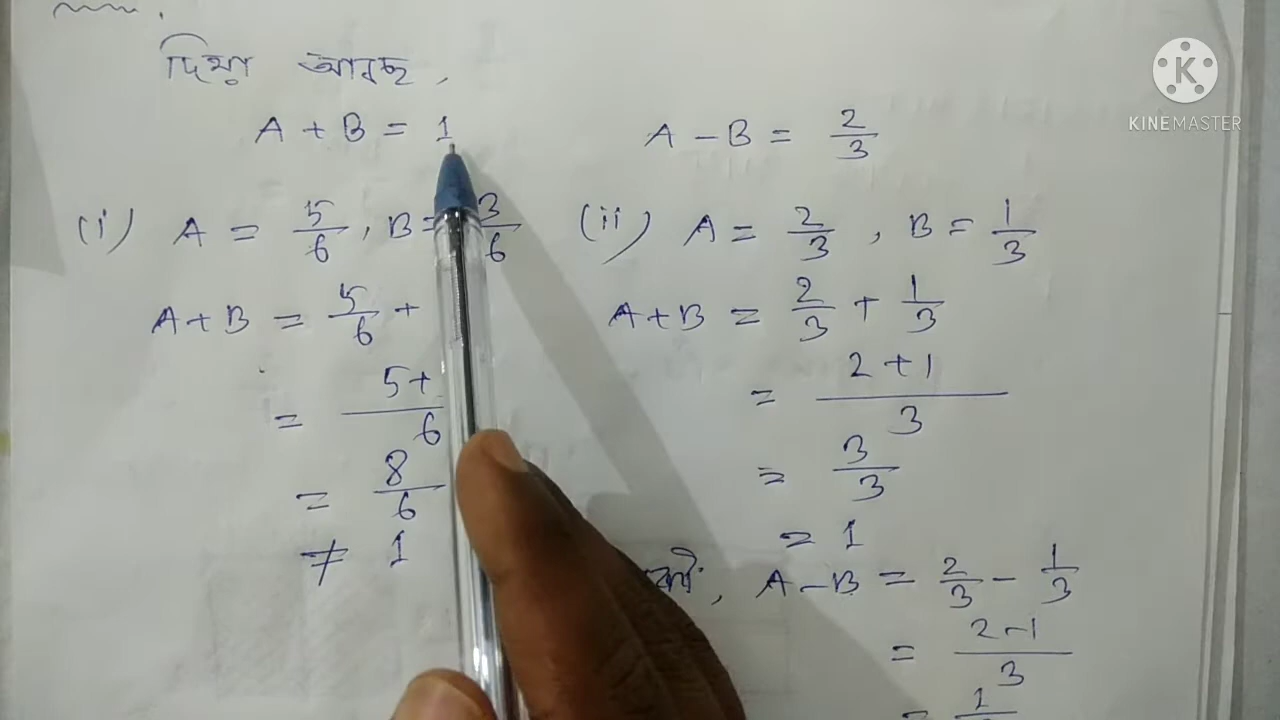 দিয়া আছে,
A + B = 1
A - B = 2/3
(i) A = 5/6, B = 3/6
(ii) A = 2/3, B = 1/3
A + B = 5/6 +
= 5+/6
= 8/6
≠ 1
A + B = 2/3 + 1/3
= 2+1/3
= 3/3
= 1
, A - B = 2/3 - 1/3
= 2-1/3
= 1
K
KINEMASTER